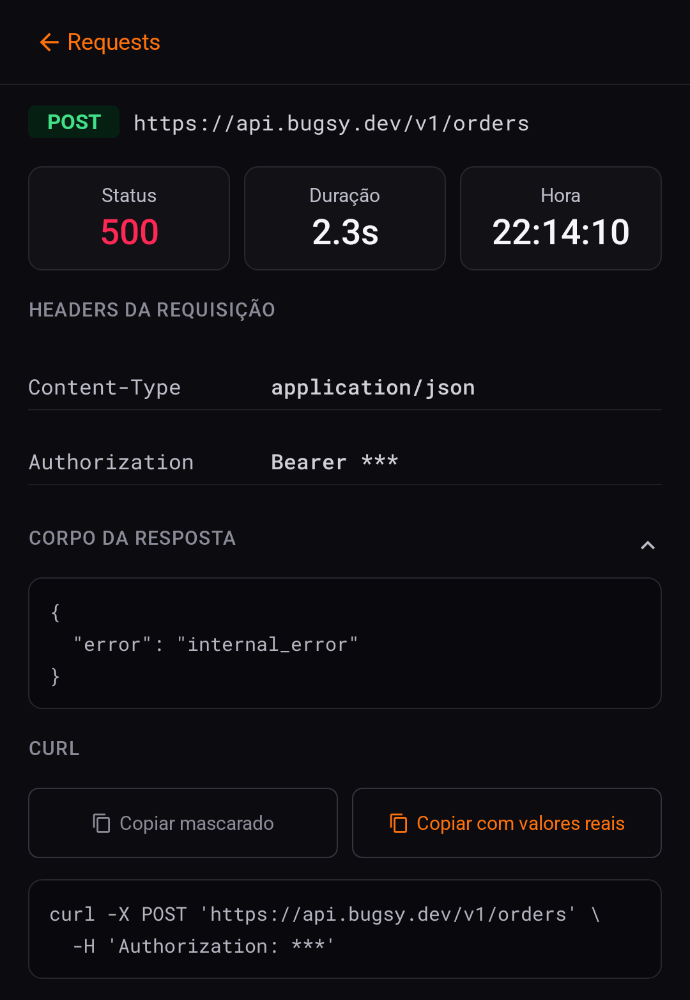 Requests
POST https://api.bugsy.dev/v1/orders
Status Duração Hora
500 2.3s 22:14:10
HEADERS DA REQUISIÇÃO
Content-Type application/json
Authorization Bearer ***
CORPO DA RESPOSTA
{
  "error": "internal_error"
}
CURL
Copiar mascarado Copiar com valores reais
curl -X POST 'https://api.bugsy.dev/v1/orders' \
  -H 'Authorization: ***'